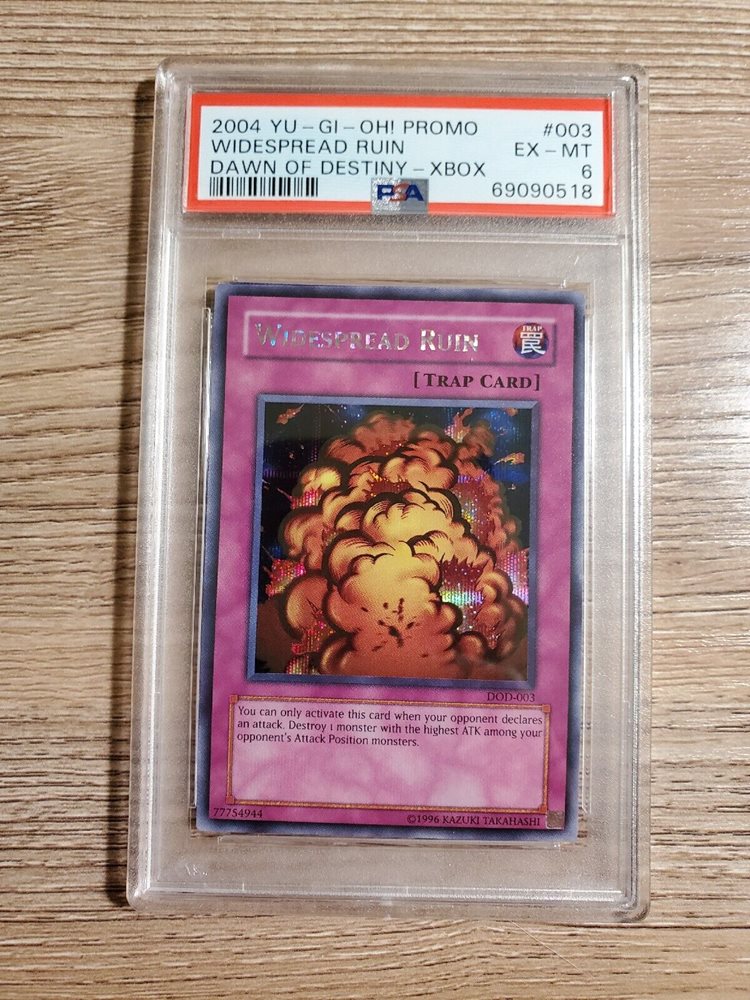 2004 YU-GI-OH! PROMO #003
WIDESPREAD RUIN EX-MT
DAWN OF DESTINY-XBOX 6
PSA 69090518
WIDESPREAD RUIN
TRAP
罠
[TRAP CARD]
DOD-003
You can only activate this card when your opponent declares
an attack. Destroy 1 monster with the highest ATK among your
opponent's Attack Position monsters.
77754944 ©1996 KAZUKI TAKAHASHI